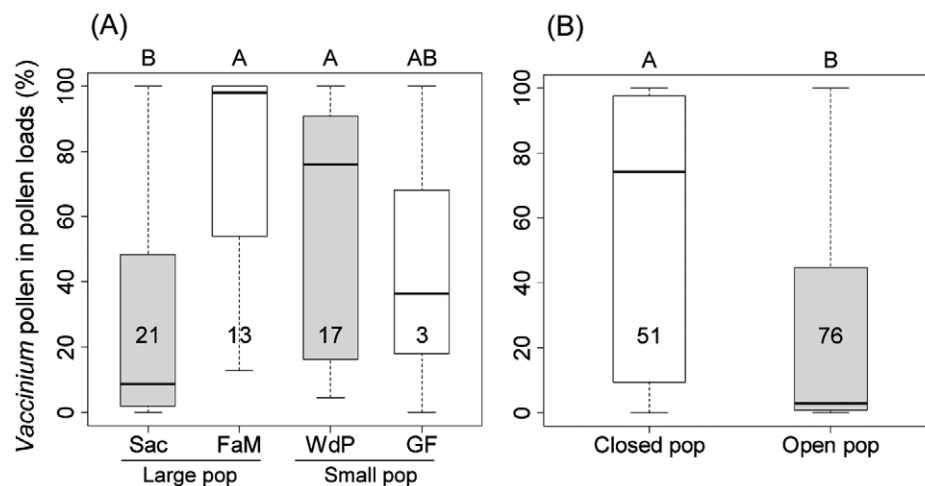 (A)
(B)
B A A AB
A B
Vaccinium pollen in pollen loads (%)
100
80
60
40
20
0
21 13 17 3
Sac FaM WdP GF
Large pop Small pop
100
80
60
40
20
0
51 76
Closed pop Open pop